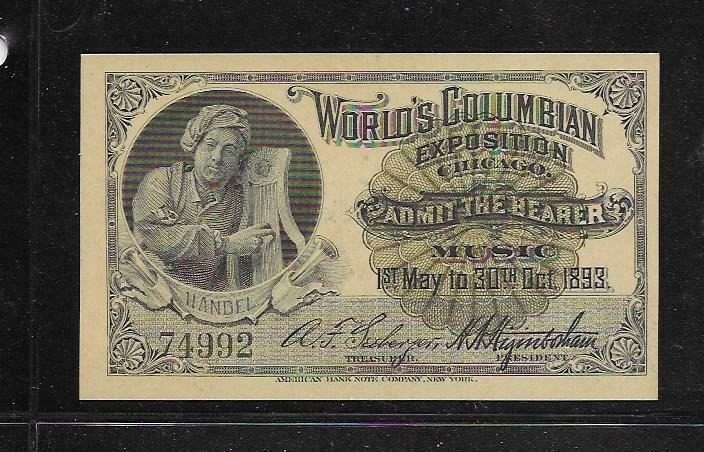 WORLD'S COLUMBIAN
EXPOSITION
CHICAGO.
ADMIT THE BEARER
MUSIC
1ST May to 30TH Oct. 1893.
HANDEL
74992
A. F. Seeberger,
TREASURER.
PRESIDENT.
AMERICAN BANK NOTE COMPANY, NEW YORK.